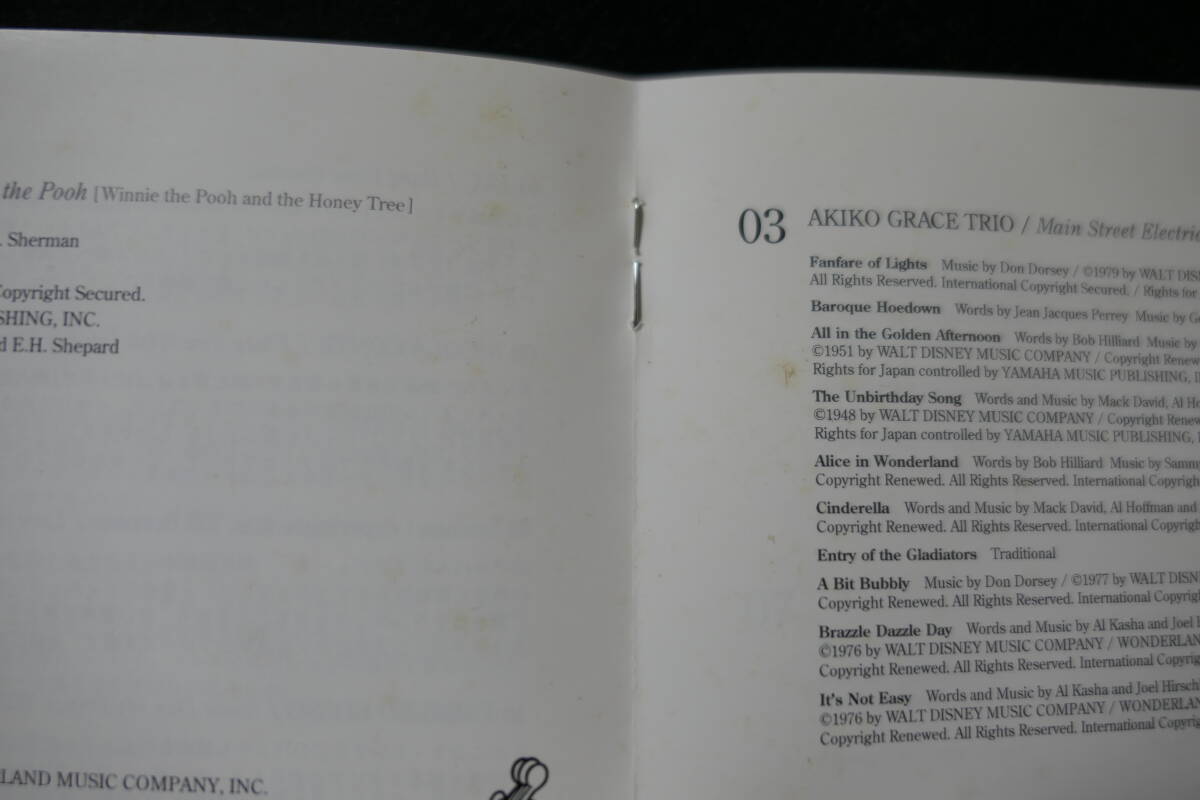 the Pooh [Winnie the Pooh and the Honey Tree]
. Sherman
Copyright Secured.
SHING, INC.
d E.H. Shepard
LAND MUSIC COMPANY, INC.
03 AKIKO GRACE TRIO / Main Street Electric
Fanfare of Lights Music by Don Dorsey / ©1979 by WALT DIS
All Rights Reserved. International Copyright Secured. / Rights for
Baroque Hoedown Words by Jean Jacques Perrey Music by G
All in the Golden Afternoon Words by Bob Hilliard Music by
©1951 by WALT DISNEY MUSIC COMPANY / Copyright Renew
Rights for Japan controlled by YAMAHA MUSIC PUBLISHING, I
The Unbirthday Song Words and Music by Mack David, Al Ho
©1948 by WALT DISNEY MUSIC COMPANY / Copyright Renew
Rights for Japan controlled by YAMAHA MUSIC PUBLISHING,
Alice in Wonderland Words by Bob Hilliard Music by Sammy
Copyright Renewed. All Rights Reserved. International Copyright
Cinderella Words and Music by Mack David, Al Hoffman and
Copyright Renewed. All Rights Reserved. International Copyrigh
Entry of the Gladiators Traditional
A Bit Bubbly Music by Don Dorsey / ©1977 by WALT DISN
Copyright Renewed. All Rights Reserved. International Copyrigh
Brazzle Dazzle Day Words and Music by Al Kasha and Joel
©1976 by WALT DISNEY MUSIC COMPANY / WONDERLAN
Copyright Renewed. All Rights Reserved. International Copyrig
It's Not Easy Words and Music by Al Kasha and Joel Hirsch
©1976 by WALT DISNEY MUSIC COMPANY / WONDERLAN
Copyright Renewed. All Rights Reserved. International Copyrig